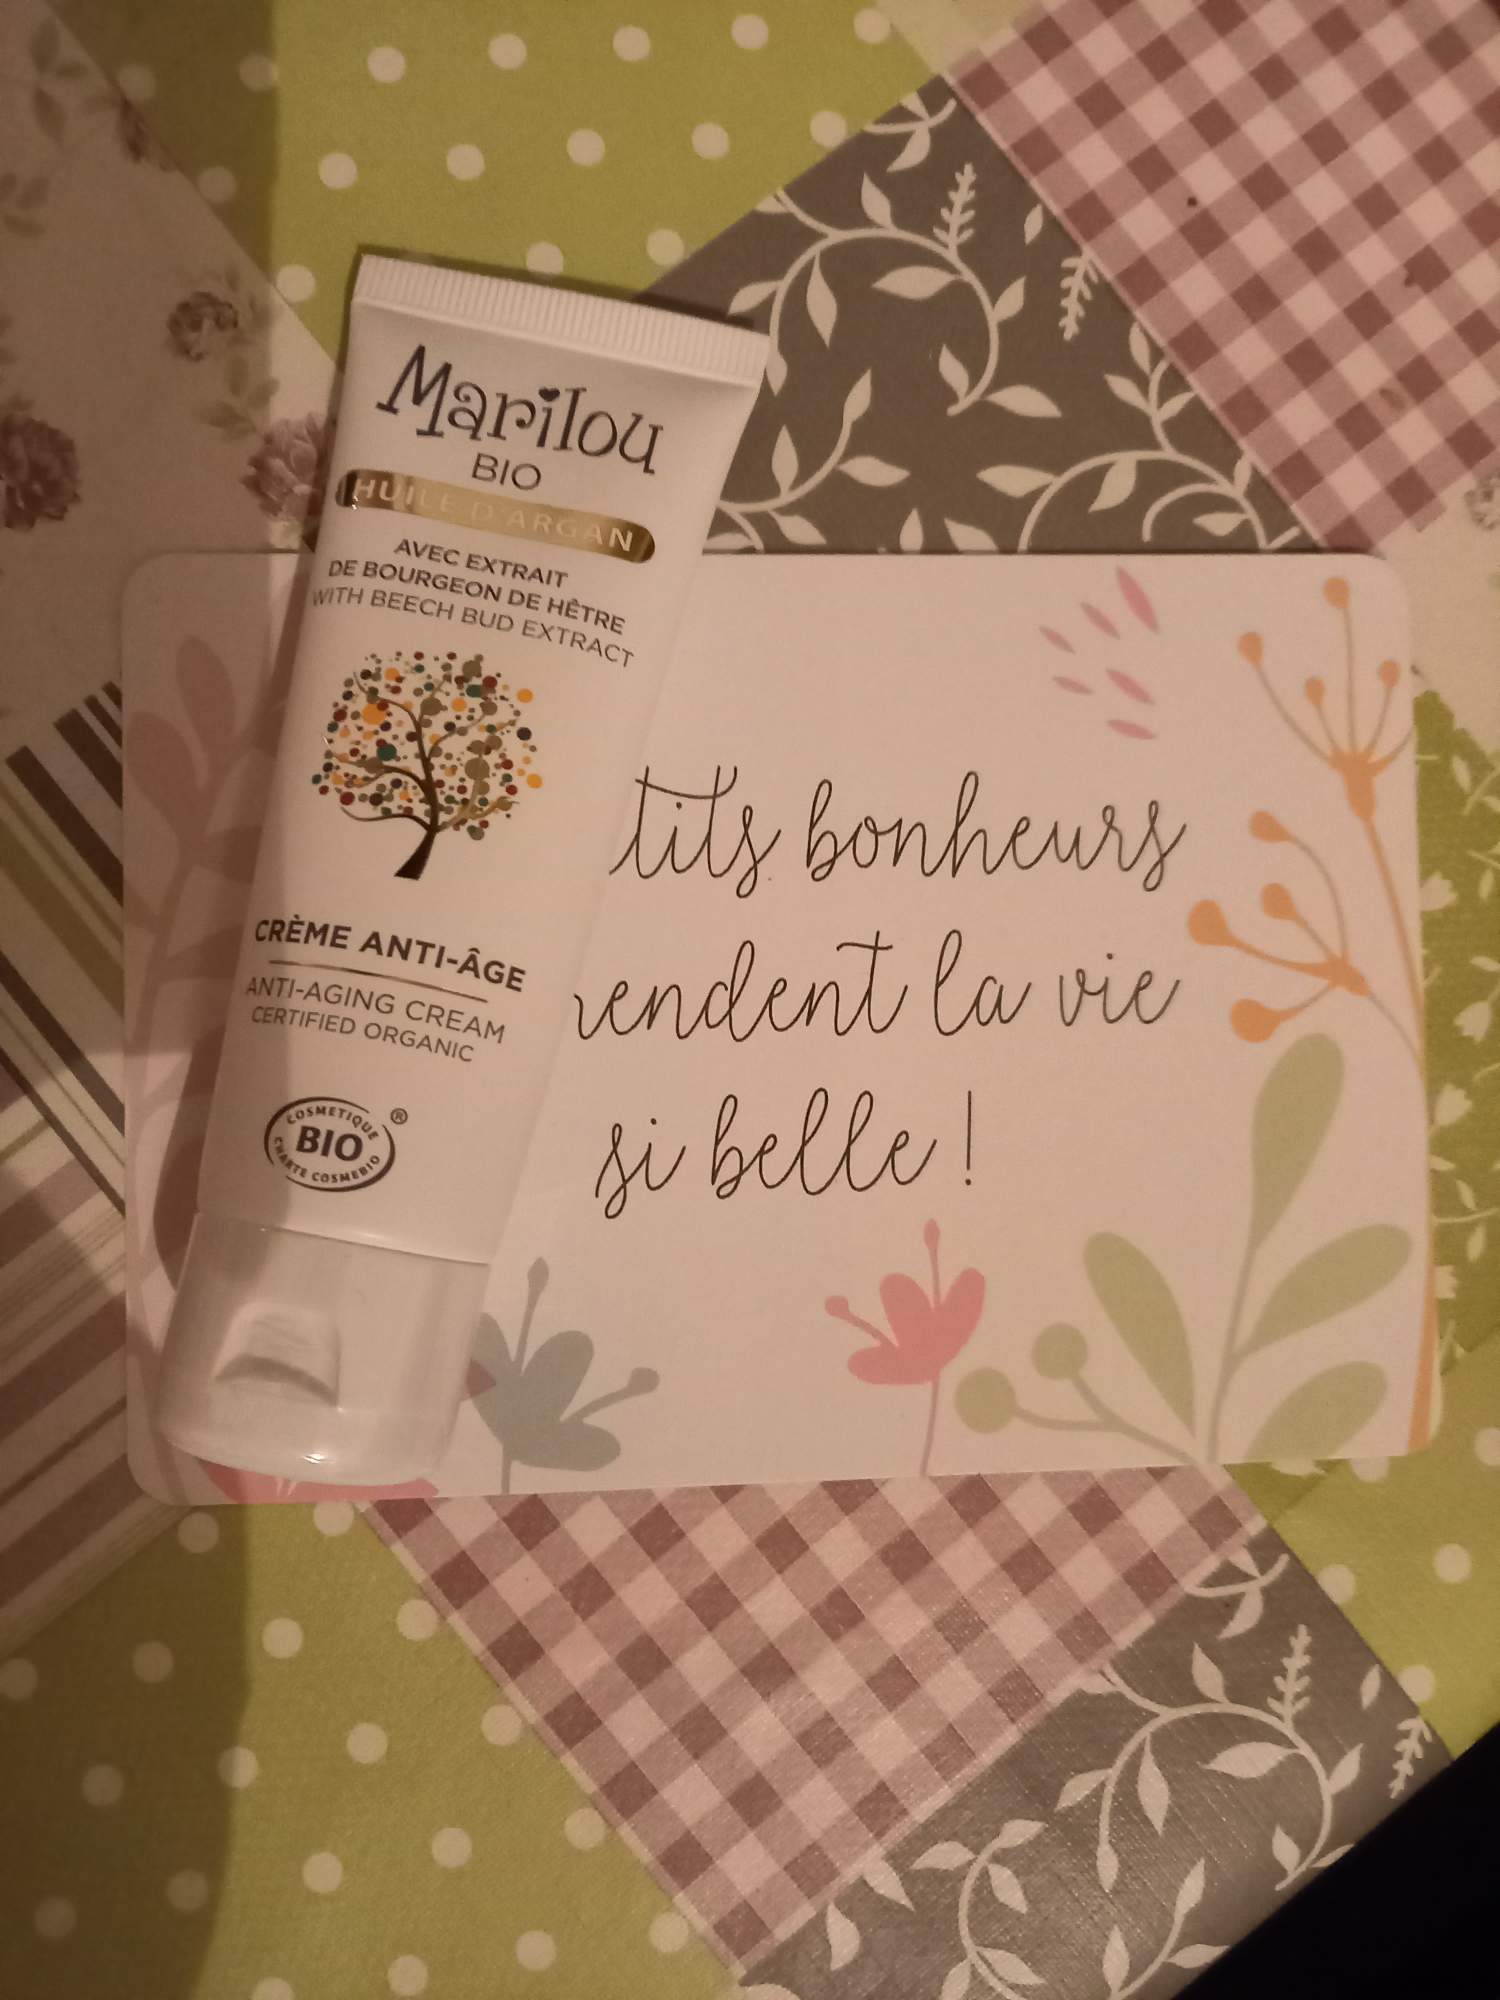 Marilou
BIO
HUILE D'ARGAN
AVEC EXTRAIT
DE BOURGEON DE HÊTRE
WITH BEECH BUD EXTRACT
CRÈME ANTI-ÂGE
ANTI-AGING CREAM
CERTIFIED ORGANIC
COSMETIQUE ®
BIO
CHARTE COSMEBIO
tits bonheurs
rendent la vie
si belle !